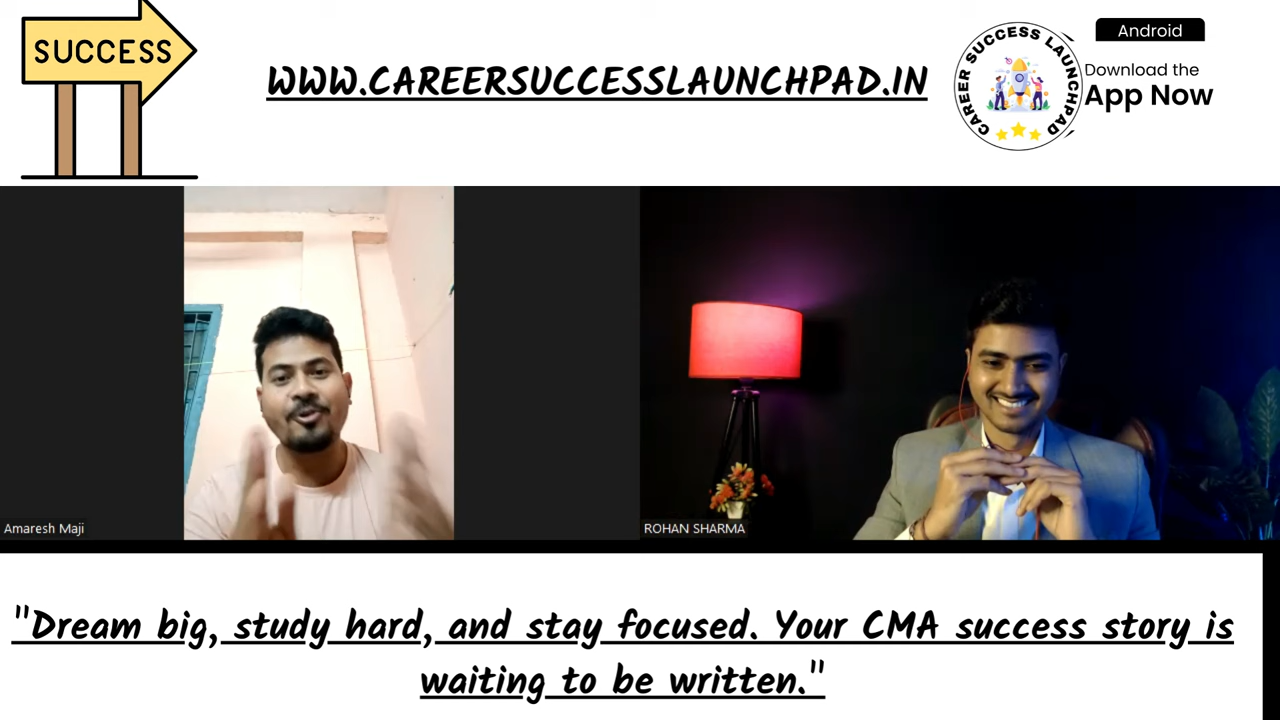 SUCCESS
WWW.CAREERSUCCESSLAUNCHPAD.IN
CAREER SUCCESS LAUNCHPAD
Android
Download the
App Now
Amaresh Maji
ROHAN SHARMA
"Dream big, study hard, and stay focused. Your CMA success story is
waiting to be written."